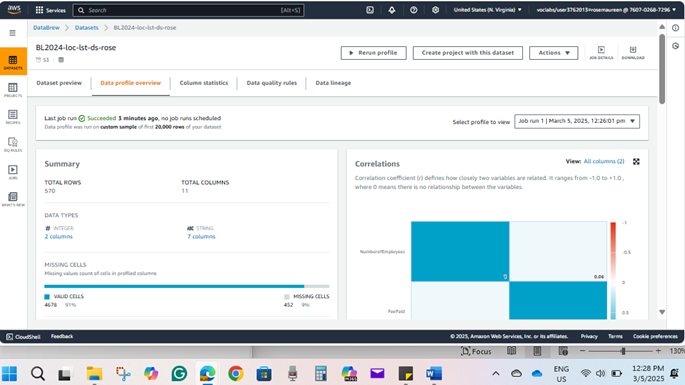 aws
Services
Search
[Alt+S]
United States (N. Virginia)
voclabs/user3762013=rosemaureen @ 7607-0268-7296
DataBrew > Datasets > BL2024-loc-lst-ds-rose
BL2024-loc-lst-ds-rose
S3
Rerun profile
Create project with this dataset
Actions
JOB DETAILS
DOWNLOAD
DATASETS
PROJECTS
RECIPES
DQ RULES
JOBS
WHAT'S NEW
Dataset preview
Data profile overview
Column statistics
Data quality rules
Data lineage
Last job run Succeeded 3 minutes ago, no job runs scheduled
Data profile was run on custom sample of first 20,000 rows of your dataset
Select profile to view
Job run 1 | March 5, 2025, 12:26:01 pm
Summary
TOTAL ROWS
570
TOTAL COLUMNS
11
DATA TYPES
# INTEGER
2 columns
ABC STRING
7 columns
MISSING CELLS
Missing values count of cells in profiled columns
VALID CELLS
4678 91%
MISSING CELLS
452 9%
Correlations
View: All columns (2)
Correlation coefficient (r) defines how closely two variables are related. It ranges from -1.0 to +1.0 ,
where 0 means there is no relationship between the variables.
NumberofEmployees
FeePaid
0.06
-1
-0.5
0
0.5
CloudShell
Feedback
© 2025, Amazon Web Services, Inc. or its affiliates.
Privacy
Terms
Cookie preferences
Focus
130%
ENG
US
12:28 PM
3/5/2025